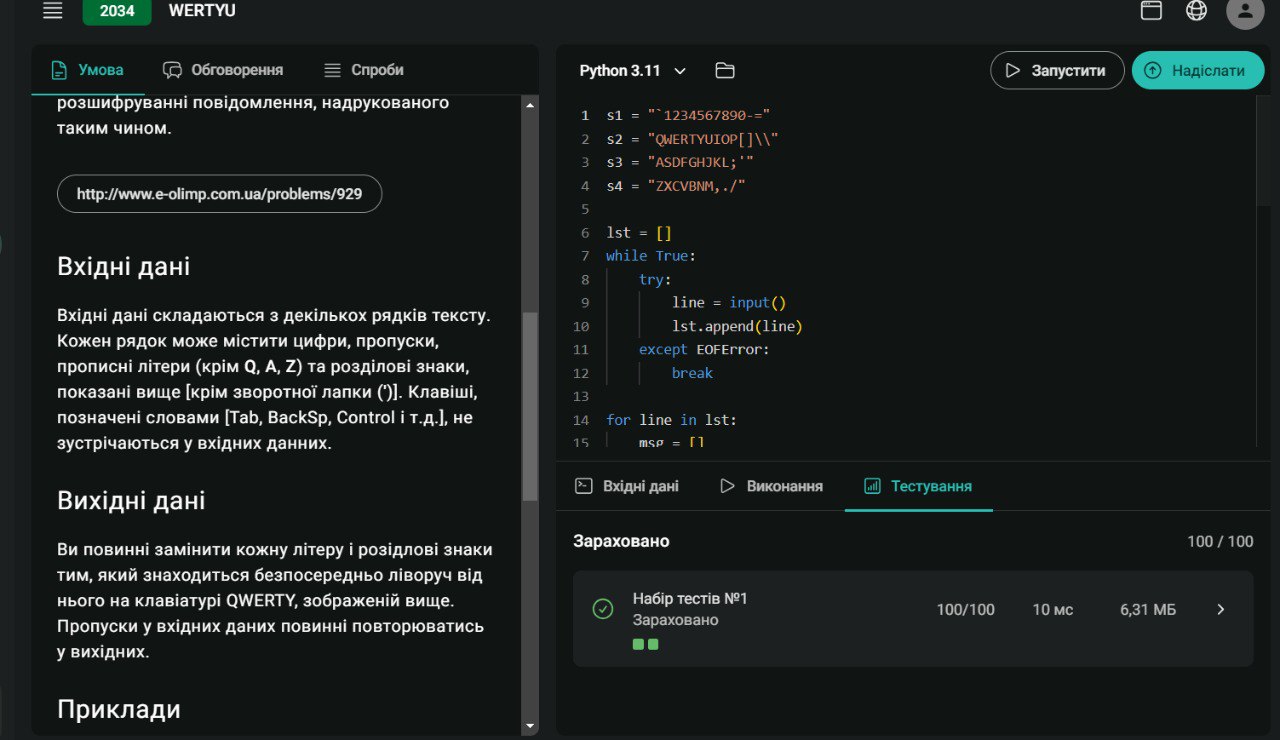 2034 WERTYU
Умова Обговорення Спроби
розшифруванні повідомлення, надрукованого
таким чином.
http://www.e-olimp.com.ua/problems/929
Вхідні дані
Вхідні дані складаються з декількох рядків тексту.
Кожен рядок може містити цифри, пропуски,
прописні літери (крім Q, A, Z) та розділові знаки,
показані вище [крім зворотної лапки (')]. Клавіші,
позначені словами [Tab, BackSp, Control і т.д.], не
зустрічаються у вхідних данних.
Вихідні дані
Ви повинні замінити кожну літеру і розідлові знаки
тим, який знаходиться безпосередньо ліворуч від
нього на клавіатурі QWERTY, зображеній вище.
Пропуски у вхідних даних повинні повторюватись
у вихідних.
Приклади
Python 3.11
Запустити
Надіслати
1 s1 = "`1234567890-="
2 s2 = "QWERTYUIOP[]\\"
3 s3 = "ASDFGHJKL;'"
4 s4 = "ZXCVBNM,./"
5
6 lst = []
7 while True:
8 try:
9 line = input()
10 lst.append(line)
11 except EOFError:
12 break
13
14 for line in lst:
15 msg = []
Вхідні дані Виконання Тестування
Зараховано 100 / 100
Набір тестів №1
Зараховано
100/100 10 мс 6,31 МБ